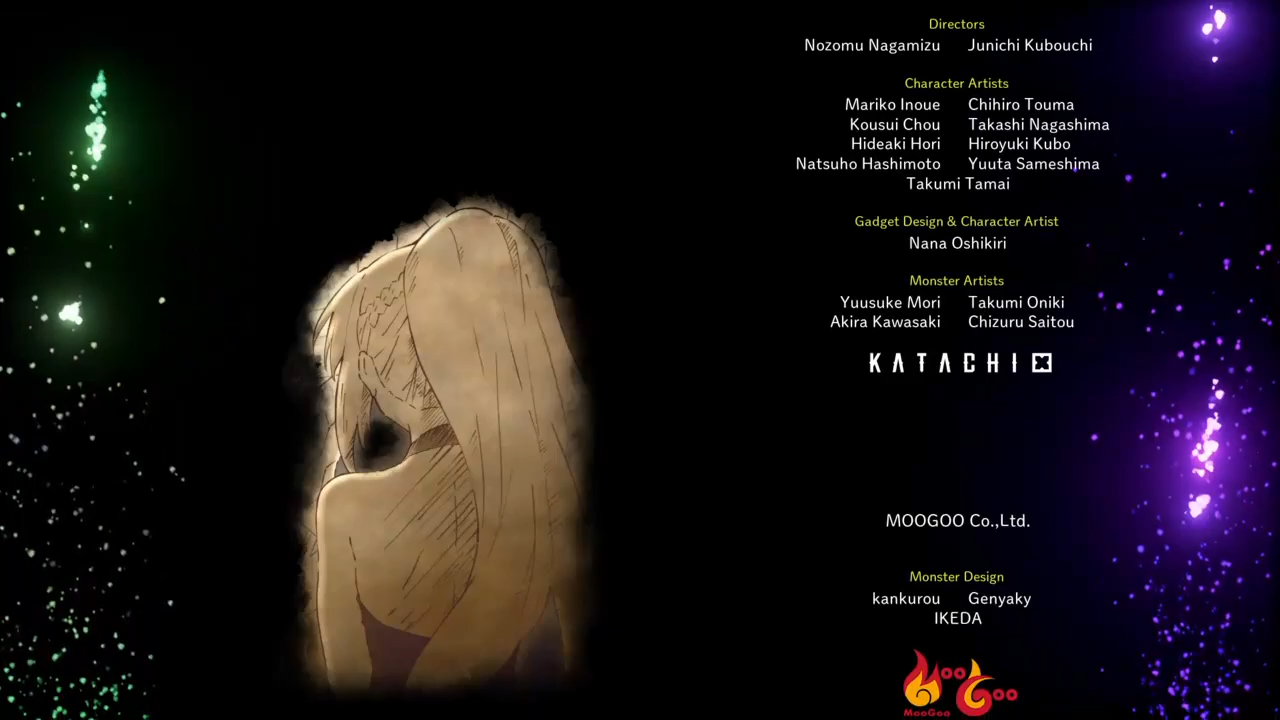 Directors
Nozomu Nagamizu Junichi Kubouchi
Character Artists
Mariko Inoue Chihiro Touma
Kousui Chou Takashi Nagashima
Hideaki Hori Hiroyuki Kubo
Natsuho Hashimoto Yuuta Sameshima
Takumi Tamai
Gadget Design & Character Artist
Nana Oshikiri
Monster Artists
Yuusuke Mori Takumi Oniki
Akira Kawasaki Chizuru Saitou
KATACHI
MOOGOO Co.,Ltd.
Monster Design
kankurou Genyaky
IKEDA
MooGoo
MooGoo